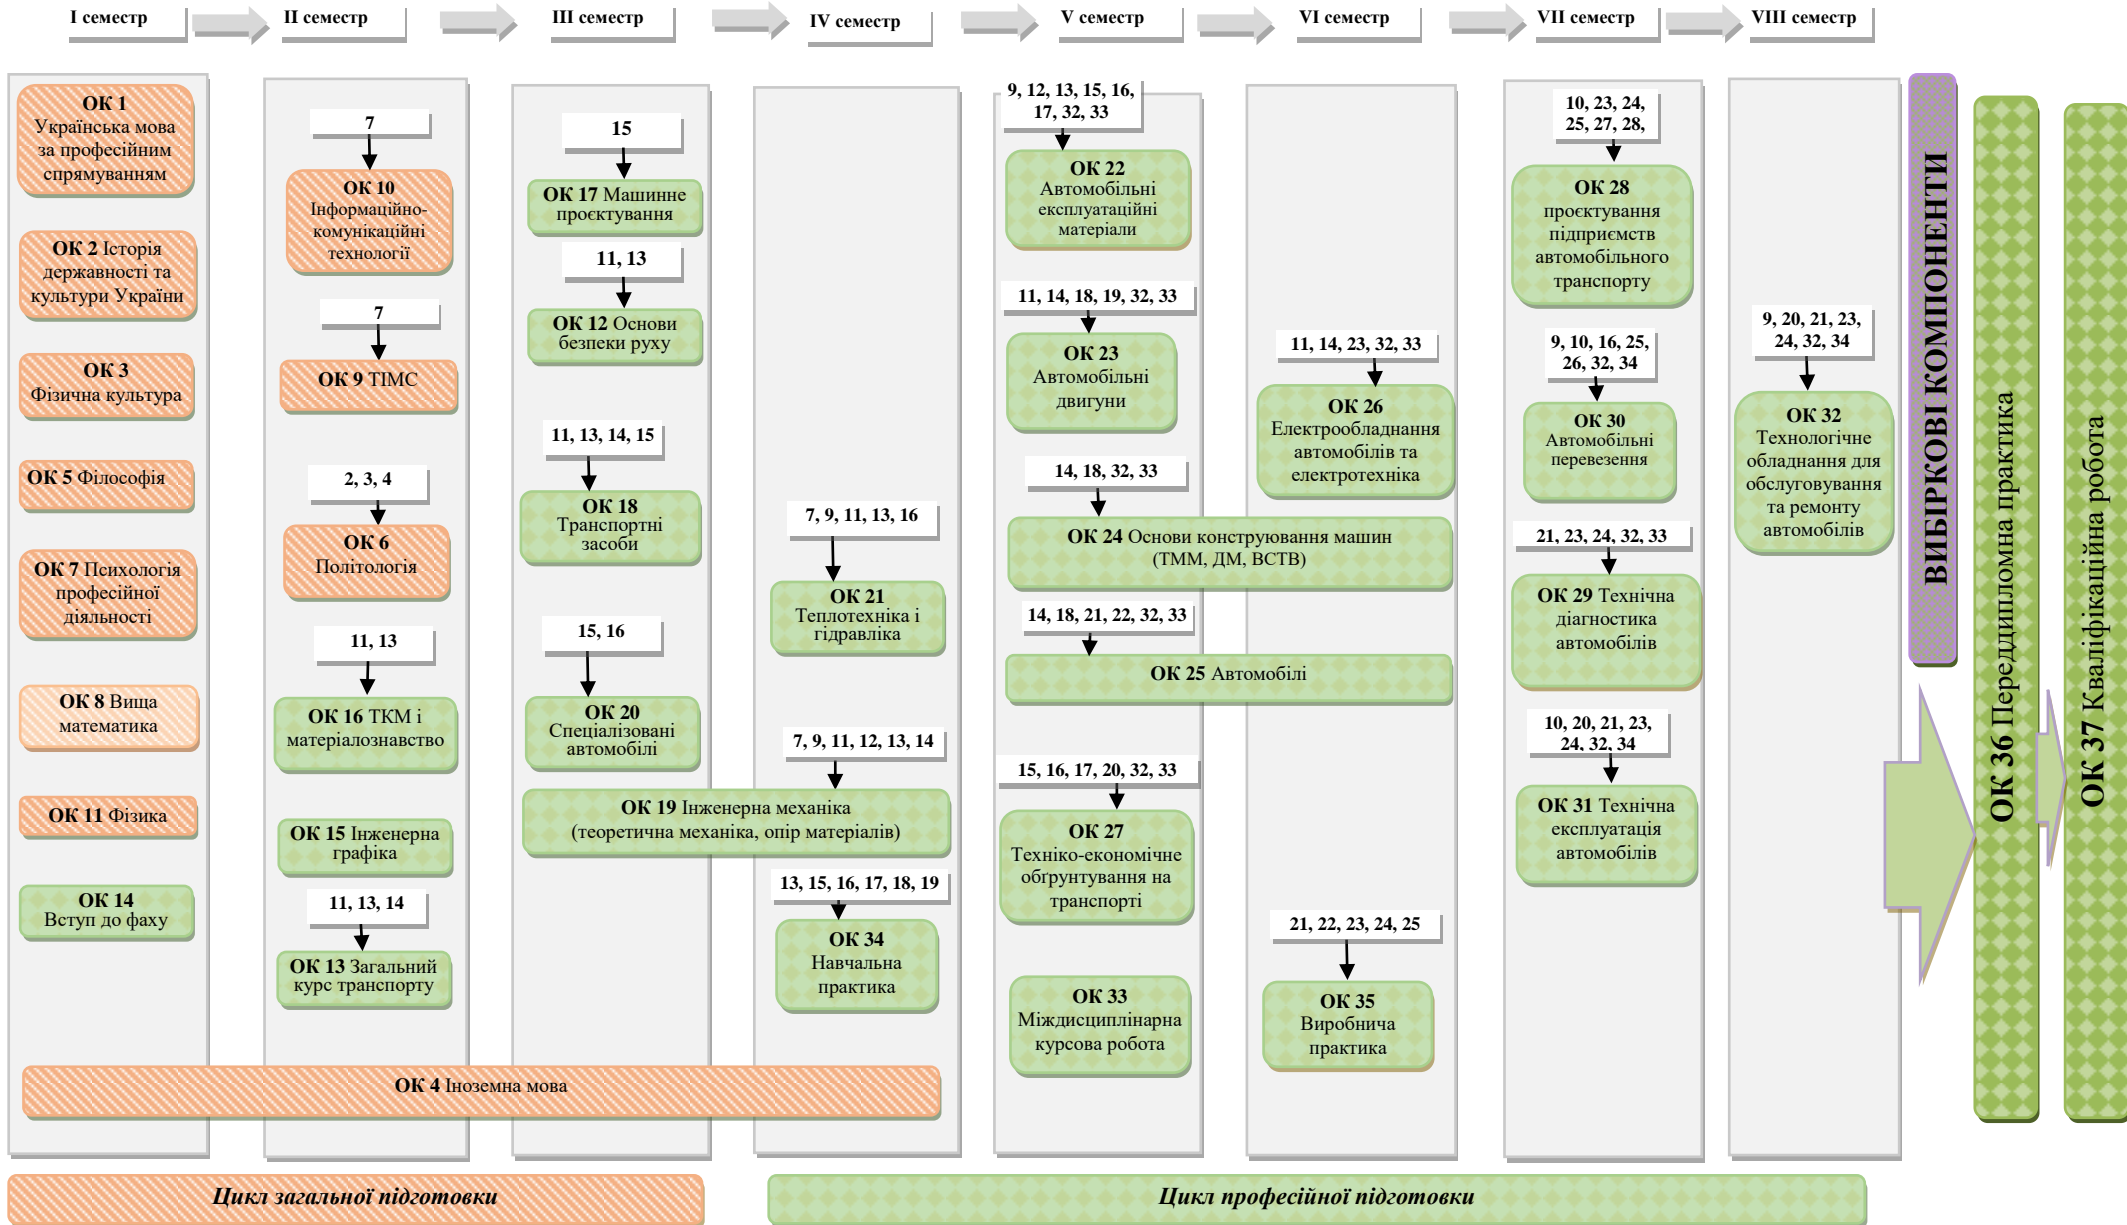 I семестр
II семестр
III семестр
IV семестр
V семестр
VI семестр
VII семестр
VIII семестр
ОК 1
Українська мова
за професійним
спрямуванням
ОК 2 Історія
державності та
культури України
ОК 3
Фізична культура
ОК 5 Філософія
ОК 7 Психологія
професійної
діяльності
ОК 8 Вища
математика
ОК 11 Фізика
ОК 14
Вступ до фаху
7
ОК 10
Інформаційно-
комунікаційні
технології
7
ОК 9 ТІМС
2, 3, 4
ОК 6
Політологія
11, 13
ОК 16 ТКМ і
матеріалознавство
ОК 15 Інженерна
графіка
11, 13, 14
ОК 13 Загальний
курс транспорту
15
ОК 17 Машинне
проєктування
11, 13
ОК 12 Основи
безпеки руху
11, 13, 14, 15
ОК 18
Транспортні
засоби
15, 16
ОК 20
Спеціалізовані
автомобілі
7, 9, 11, 13, 16
ОК 21
Теплотехніка і
гідравліка
7, 9, 11, 12, 13, 14
ОК 19 Інженерна механіка
(теоретична механіка, опір матеріалів)
13, 15, 16, 17, 18, 19
ОК 34
Навчальна
практика
ОК 4 Іноземна мова
9, 12, 13, 15, 16,
17, 32, 33
ОК 22
Автомобільні
експлуатаційні
матеріали
11, 14, 18, 19, 32, 33
ОК 23
Автомобільні
двигуни
14, 18, 32, 33
ОК 24 Основи конструювання машин
(ТММ, ДМ, ВСТВ)
14, 18, 21, 22, 32, 33
ОК 25 Автомобілі
15, 16, 17, 20, 32, 33
ОК 27
Техніко-економічне
обґрунтування на
транспорті
ОК 33
Міждисциплінарна
курсова робота
11, 14, 23, 32, 33
ОК 26
Електрообладнання
автомобілів та
електротехніка
21, 22, 23, 24, 25
ОК 35
Виробнича
практика
10, 23, 24,
25, 27, 28,
ОК 28
проєктування
підприємств
автомобільного
транспорту
9, 10, 16, 25,
26, 32, 34
ОК 30
Автомобільні
перевезення
21, 23, 24, 32, 33
ОК 29 Технічна
діагностика
автомобілів
10, 20, 21, 23,
24, 32, 34
ОК 31 Технічна
експлуатація
автомобілів
9, 20, 21, 23,
24, 32, 34
ОК 32
Технологічне
обладнання для
обслуговування
та ремонту
автомобілів
ВИБІРКОВІ КОМПОНЕНТИ
ОК 36 Переддипломна практика
ОК 37 Кваліфікаційна робота
Цикл загальної підготовки
Цикл професійної підготовки